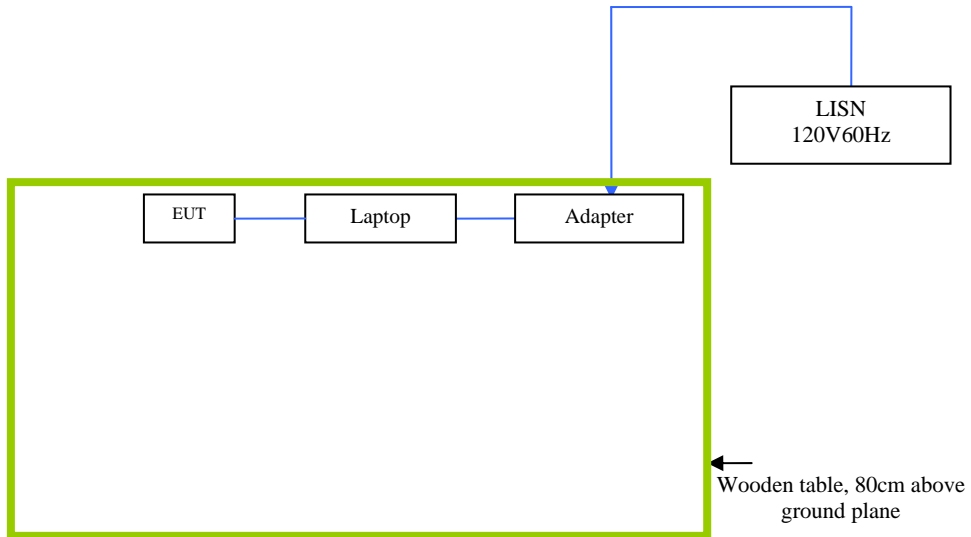 LISN
120V60Hz
EUT
Laptop
Adapter
Wooden table, 80cm above
ground plane